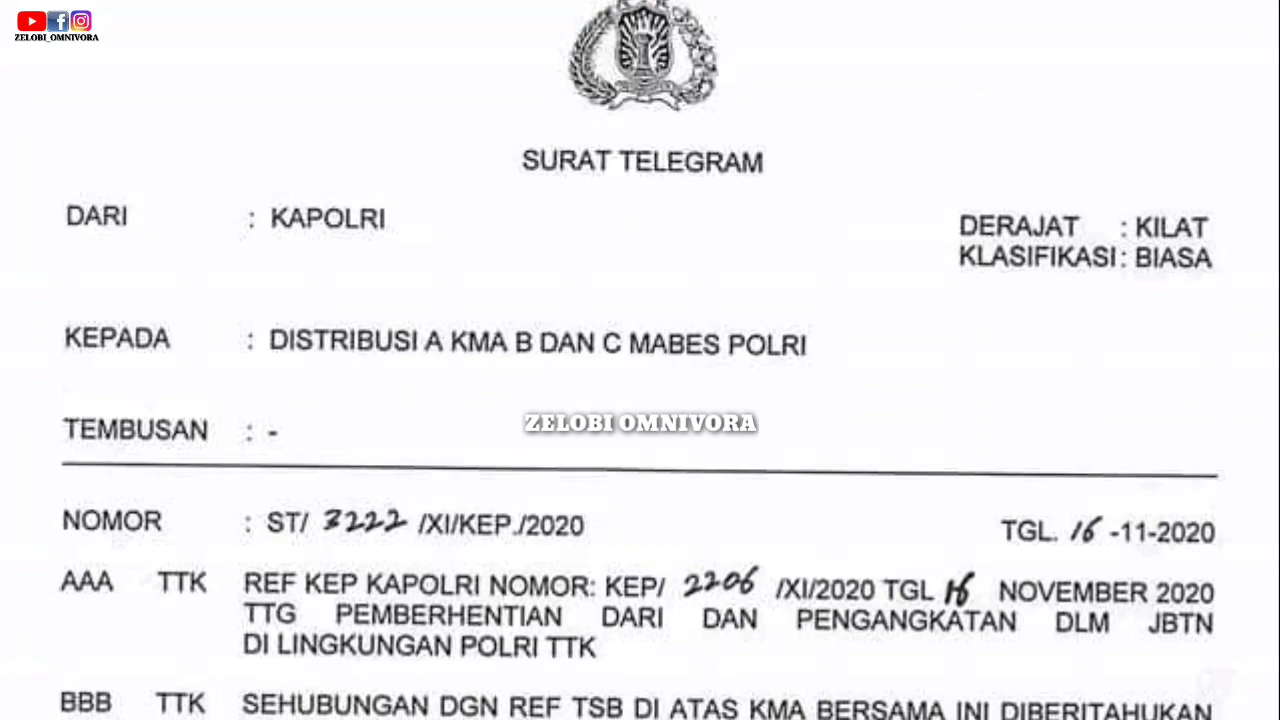 ZELOBI_OMNIVORA
SURAT TELEGRAM
DARI : KAPOLRI
DERAJAT : KILAT
KLASIFIKASI : BIASA
KEPADA : DISTRIBUSI A KMA B DAN C MABES POLRI
TEMBUSAN : -
ZELOBI OMNIVORA
NOMOR : ST/ 3222 /XI/KEP./2020 TGL. 16 -11-2020
AAA TTK REF KEP KAPOLRI NOMOR: KEP/ 2206 /XI/2020 TGL 16 NOVEMBER 2020
TTG PEMBERHENTIAN DARI DAN PENGANGKATAN DLM JBTN
DI LINGKUNGAN POLRI TTK
BBB TTK SEHUBUNGAN DGN REF TSB DI ATAS KMA BERSAMA INI DIBERITAHUKAN